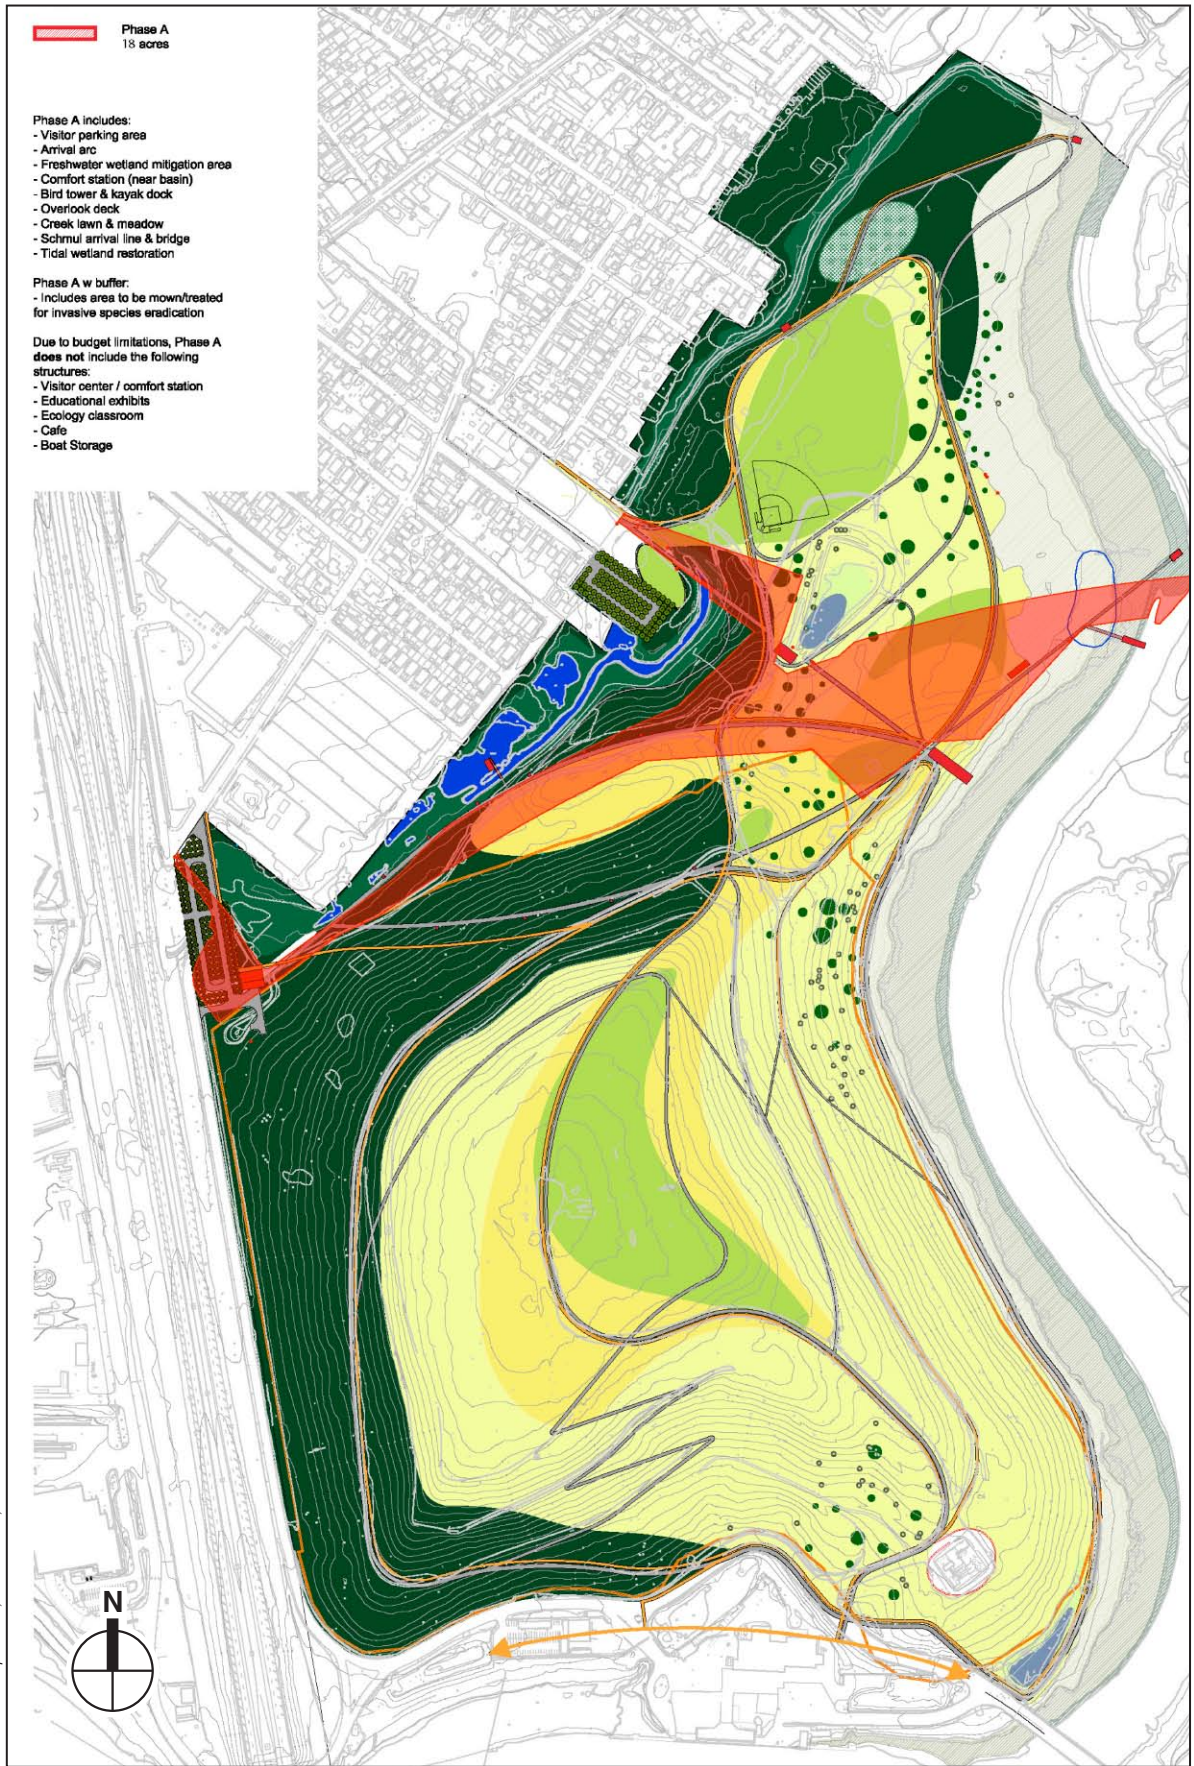 Phase A
18 acres
Phase A includes:
- Visitor parking area
- Arrival arc
- Freshwater wetland mitigation area
- Comfort station (near basin)
- Bird tower & kayak dock
- Overlook deck
- Creek lawn & meadow
- Schmul arrival line & bridge
- Tidal wetland restoration
Phase A w buffer:
- Includes area to be mown/treated
for invasive species eradication
Due to budget limitations, Phase A
does not include the following
structures:
- Visitor center / comfort station
- Educational exhibits
- Ecology classroom
- Cafe
- Boat Storage
N